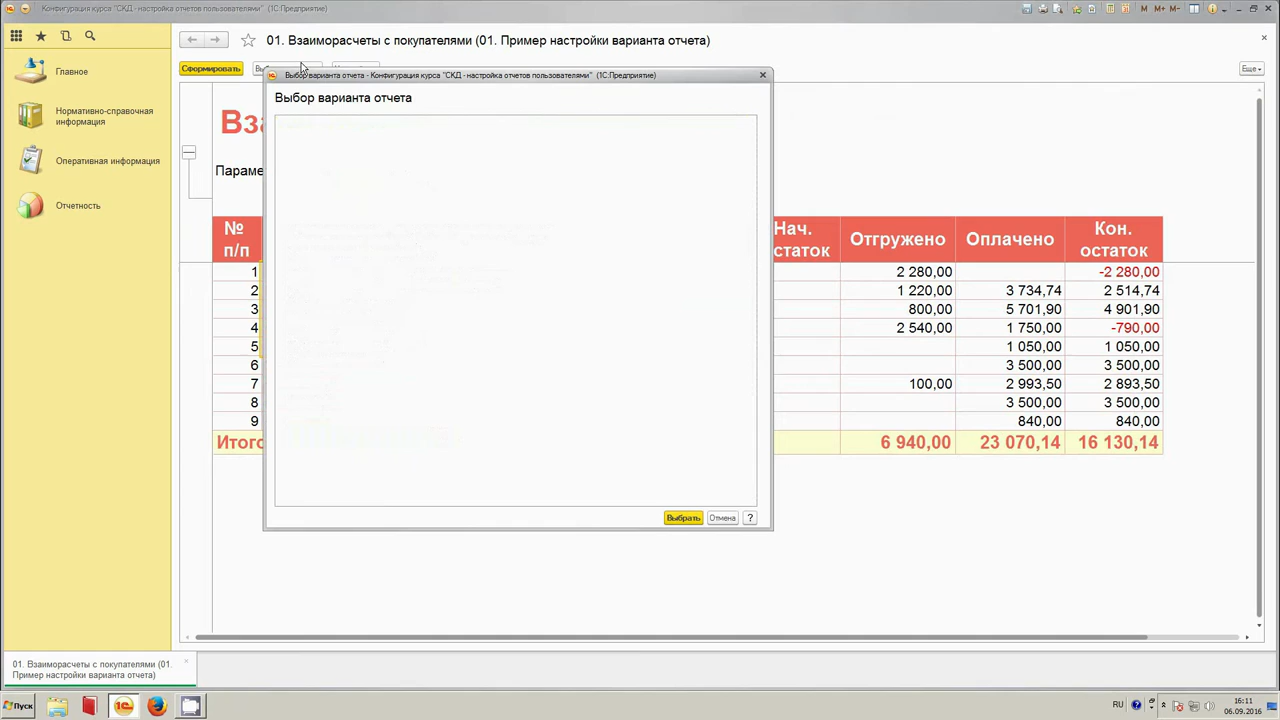 Конфигурация курса "СКД - настройка отчетов пользователями" (1С:Предприятие)
M M+ M-
01. Взаиморасчеты с покупателями (01. Пример настройки варианта отчета)
Сформировать
Еще
Главное
Нормативно-справочная
информация
Оперативная информация
Отчетность
Выбор варианта отчета - Конфигурация курса "СКД - настройка отчетов пользователями" (1С:Предприятие)
Выбор варианта отчета
Выбрать
Отмена
?
Вза
Параме
№
п/п
Нач.
статок
Отгружено
Оплачено
Кон.
остаток
1 2 280,00 -2 280,00
2 1 220,00 3 734,74 2 514,74
3 800,00 5 701,90 4 901,90
4 2 540,00 1 750,00 -790,00
5 1 050,00 1 050,00
6 3 500,00 3 500,00
7 100,00 2 993,50 2 893,50
8 3 500,00 3 500,00
9 840,00 840,00
Итого 6 940,00 23 070,14 16 130,14
01. Взаиморасчеты с покупателями (01.
Пример настройки варианта отчета)
Пуск
RU
16:11
06.09.2016